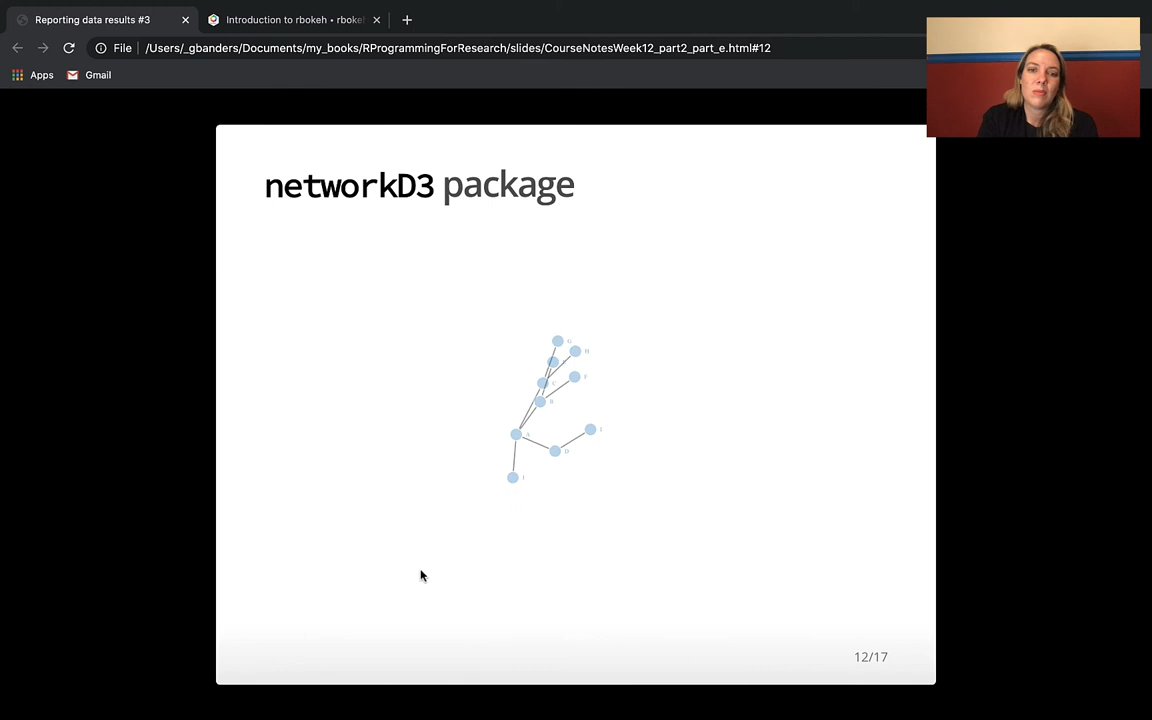 Reporting data results #3
Introduction to rbokeh • rbokeh
File
/Users/_gbanders/Documents/my_books/RProgrammingForResearch/slides/CourseNotesWeek12_part2_part_e.html#12
Apps
Gmail
networkD3 package
G
H
C
F
B
A
I
D
J
12/17